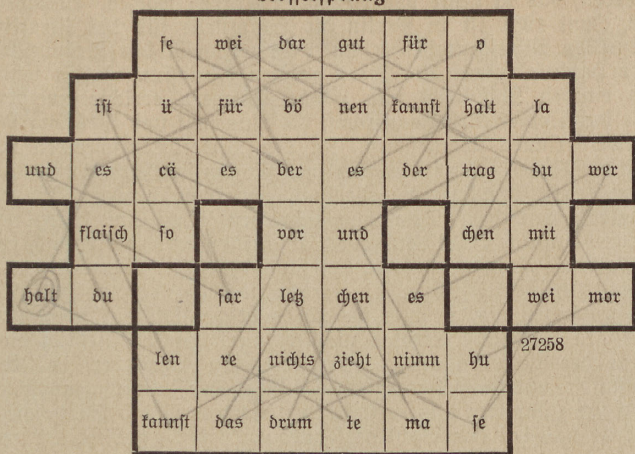 se wei dar gut für o
ist ü für bö nen kannst halt la
und es cä es ber es der trag du wer
flaisch so vor und chen mit
halt du far letz chen es wei mor
27258
len re nichts zieht nimm hu
kannst das drum te ma se